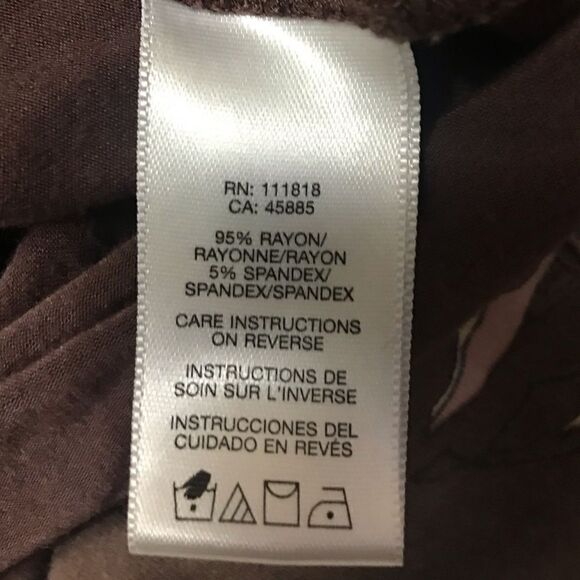 RN: 111818
CA: 45885
95% RAYON/
RAYONNE/RAYON
5% SPANDEX/
SPANDEX/SPANDEX
CARE INSTRUCTIONS
ON REVERSE
INSTRUCTIONS DE
SOIN SUR L'INVERSE
INSTRUCCIONES DEL
CUIDADO EN REVÉS